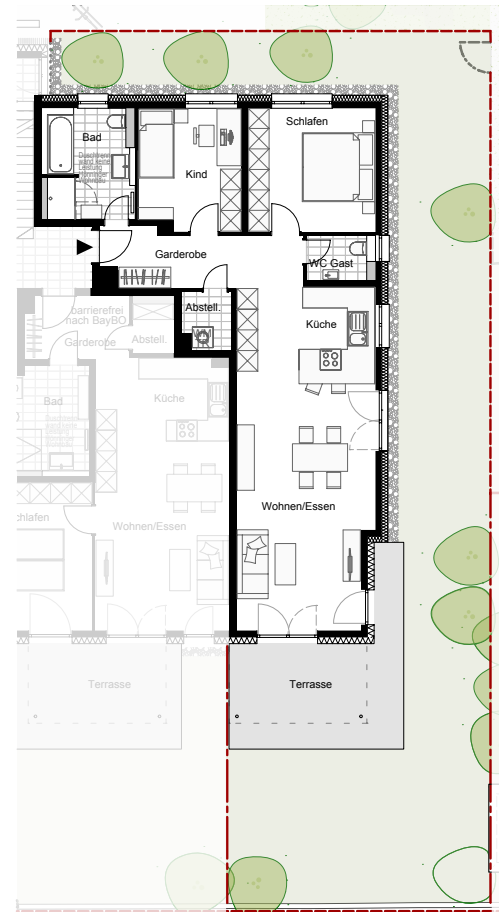 Bad
Schlafen
Kind
Garderobe
WC Gast
Abstell.
Küche
Wohnen/Essen
Terrasse
barrierefrei
nach BayBO
Garderobe
Abstell.
Bad
Küche
chlafen
Wohnen/Essen
Terrasse